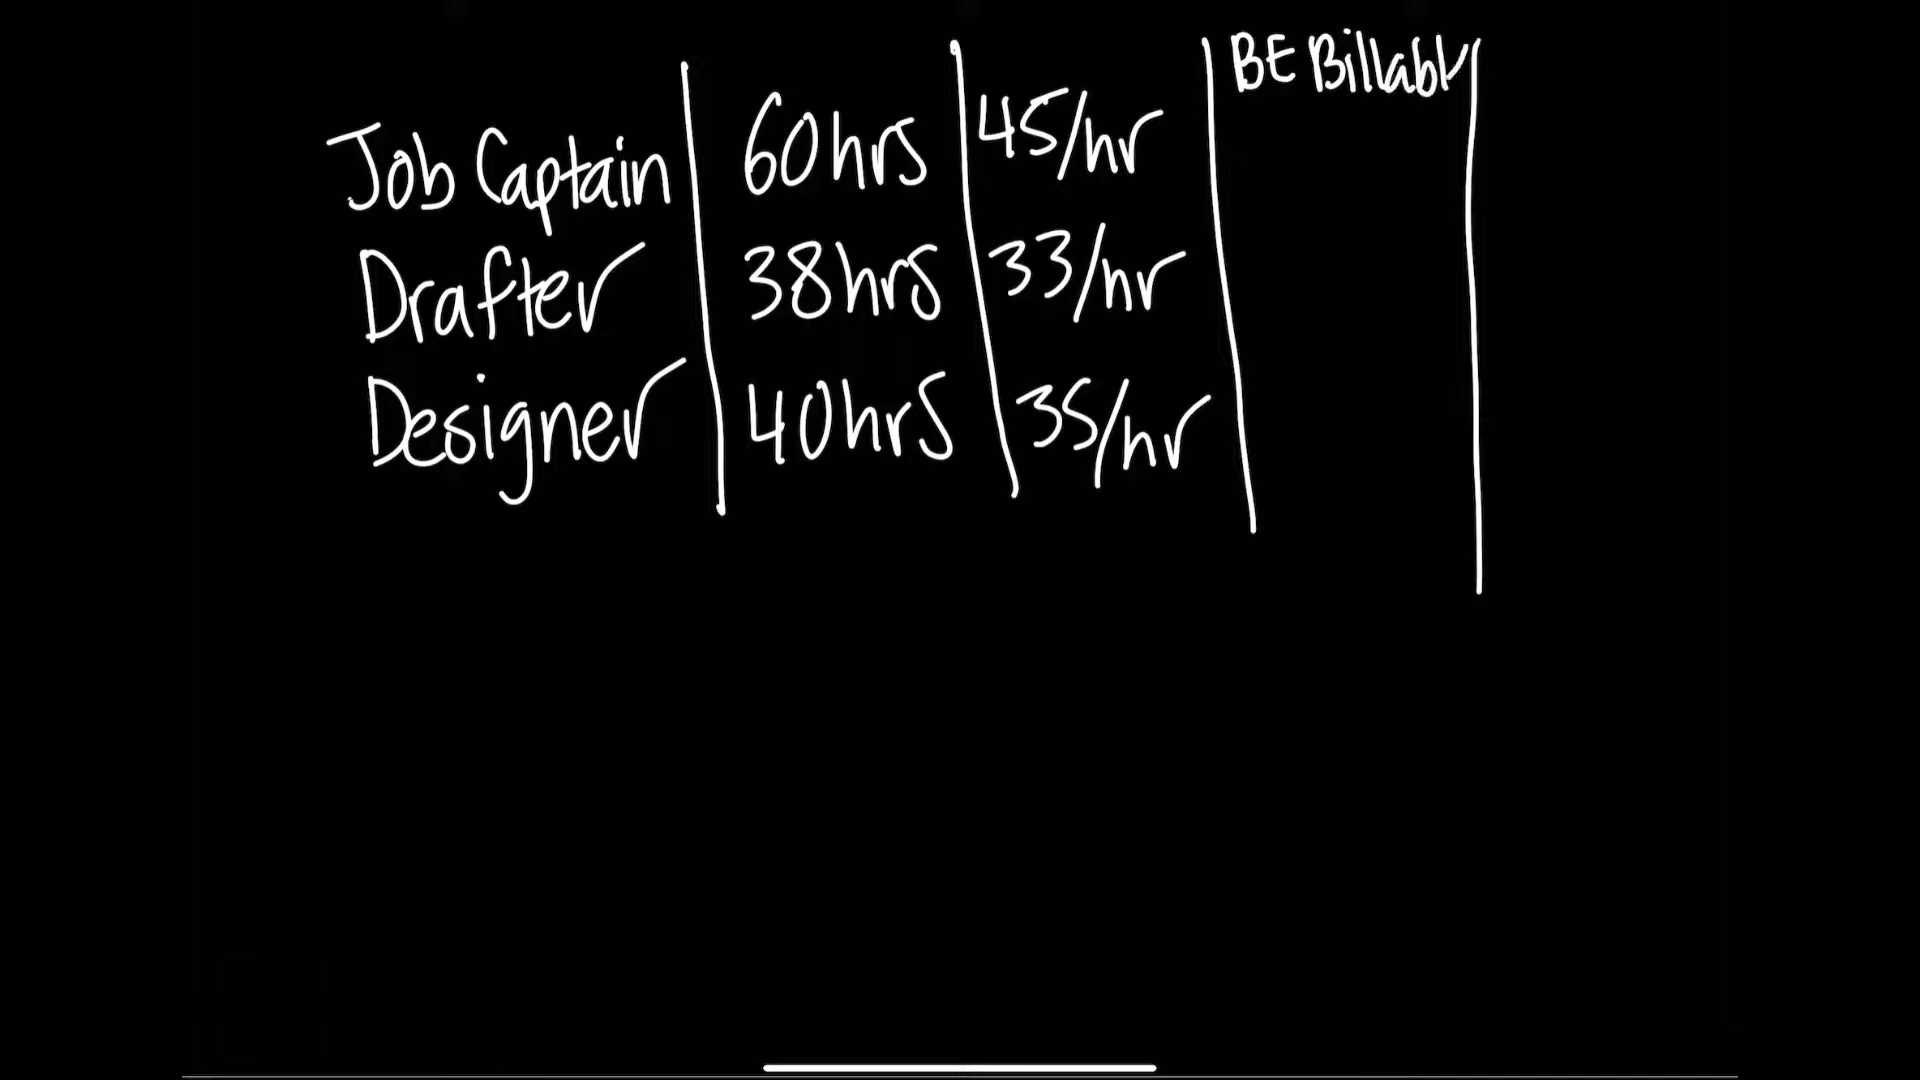 BE Billable
Job Captain 60hrs 45/hr
Drafter 38hrs 33/hr
Designer 40hrs 35/hr